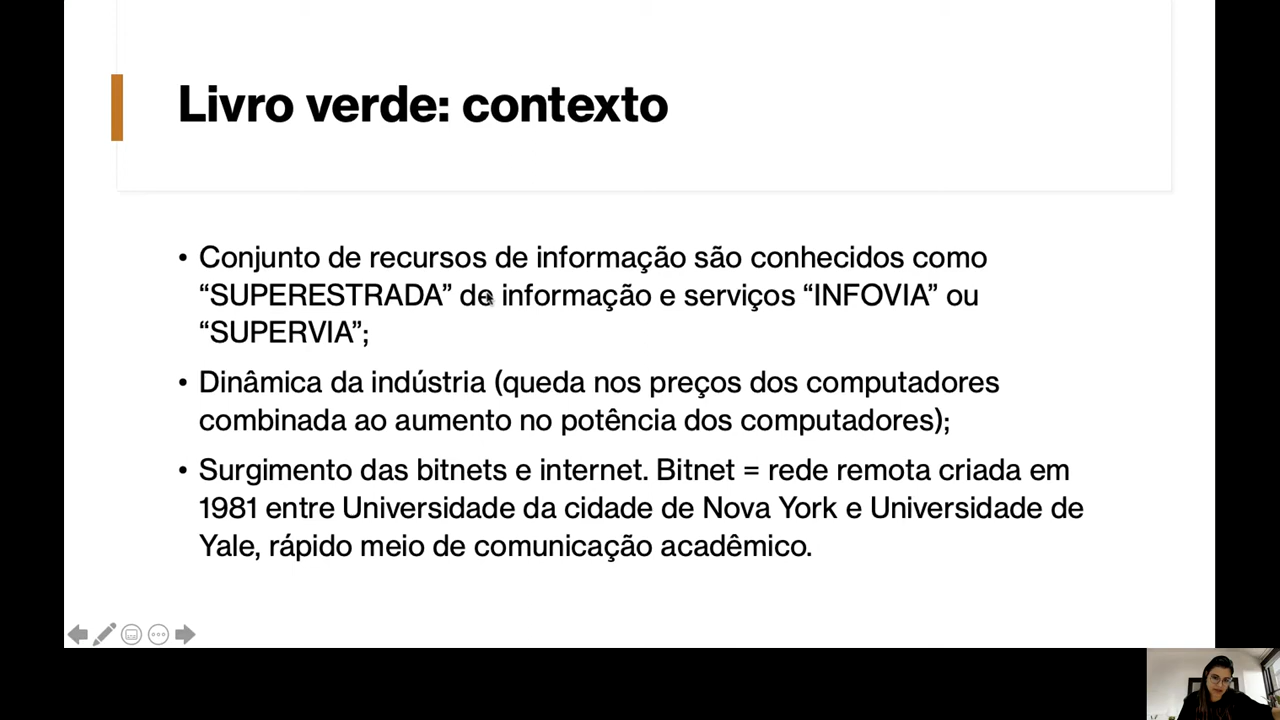 Livro verde: contexto
• Conjunto de recursos de informação são conhecidos como
“SUPERESTRADA” de informação e serviços “INFOVIA” ou
“SUPERVIA”;
• Dinâmica da indústria (queda nos preços dos computadores
combinada ao aumento no potência dos computadores);
• Surgimento das bitnets e internet. Bitnet = rede remota criada em
1981 entre Universidade da cidade de Nova York e Universidade de
Yale, rápido meio de comunicação acadêmico.